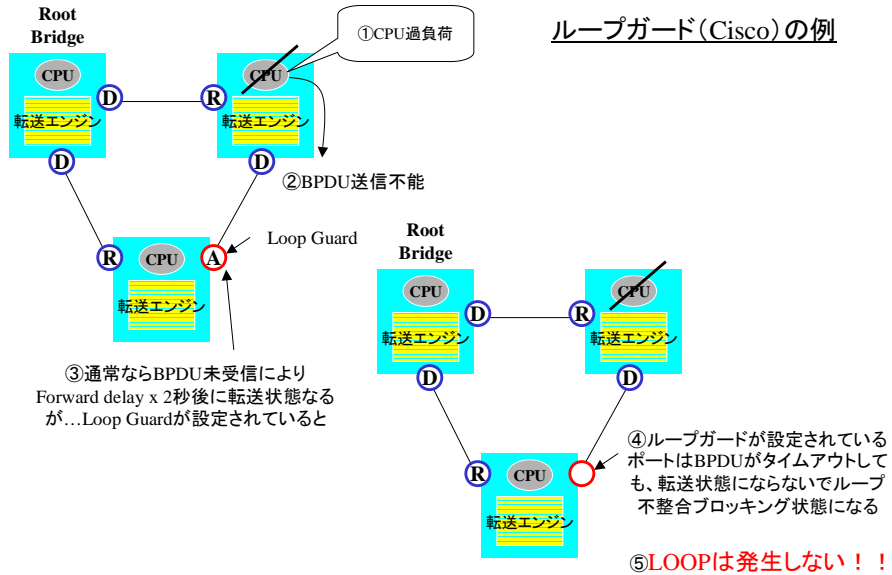 ループガード（Cisco）の例
Root
Bridge
①CPU過負荷
CPU
CPU
D
R
転送エンジン
転送エンジン
D
D
②BPDU送信不能
Loop Guard
R
CPU
A
転送エンジン
③通常ならBPDU未受信により
Forward delay x 2秒後に転送状態なる
が…Loop Guardが設定されていると
Root
Bridge
CPU
CPU
D
R
転送エンジン
転送エンジン
D
D
R
CPU
転送エンジン
④ループガードが設定されている
ポートはBPDUがタイムアウトして
も、転送状態にならないでループ
不整合ブロッキング状態になる
⑤LOOPは発生しない！！